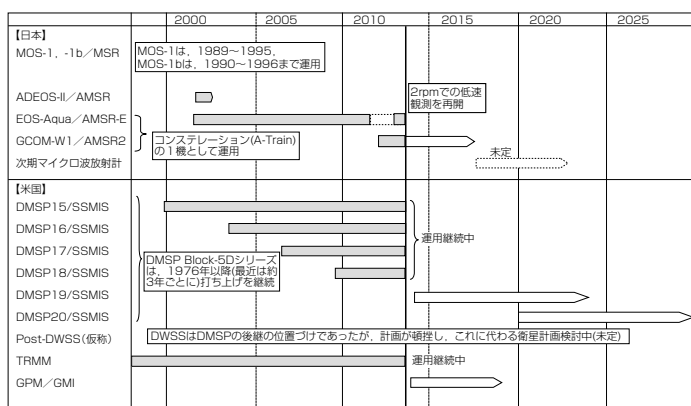 2000 2005 2010 2015 2020 2025
【日本】
MOS-1, -1b／MSR
MOS-1は，1989～1995，
MOS-1bは，1990～1996まで運用
2rpmでの低速
観測を再開
ADEOS-II／AMSR
EOS-Aqua／AMSR-E
GCOM-W1／AMSR2
コンステレーション(A-Train)
の1機として運用
次期マイクロ波放射計
未定
【米国】
DMSP15/SSMIS
DMSP16/SSMIS
運用継続中
DMSP17/SSMIS
DMSP Block-5Dシリーズ
は，1976年以降(最近は約
3年ごとに)打ち上げを継続
DMSP18/SSMIS
DMSP19/SSMIS
DMSP20/SSMIS
Post-DWSS(仮称)
DWSSはDMSPの後継の位置づけであったが，計画が頓挫し，これに代わる衛星計画検討中(未定)
TRMM
運用継続中
GPM／GMI